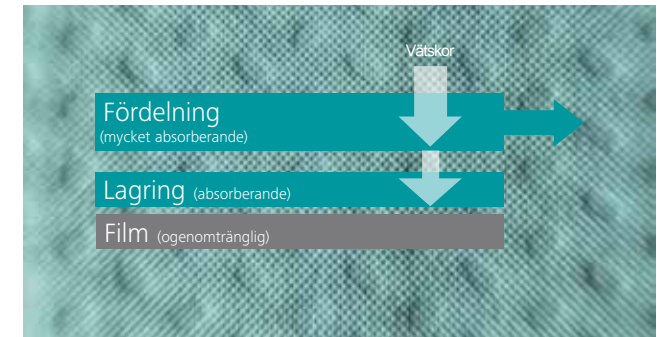 Vätskor
Fördelning
(mycket absorberande)
Lagring (absorberande)
Film (ogenomtränglig)